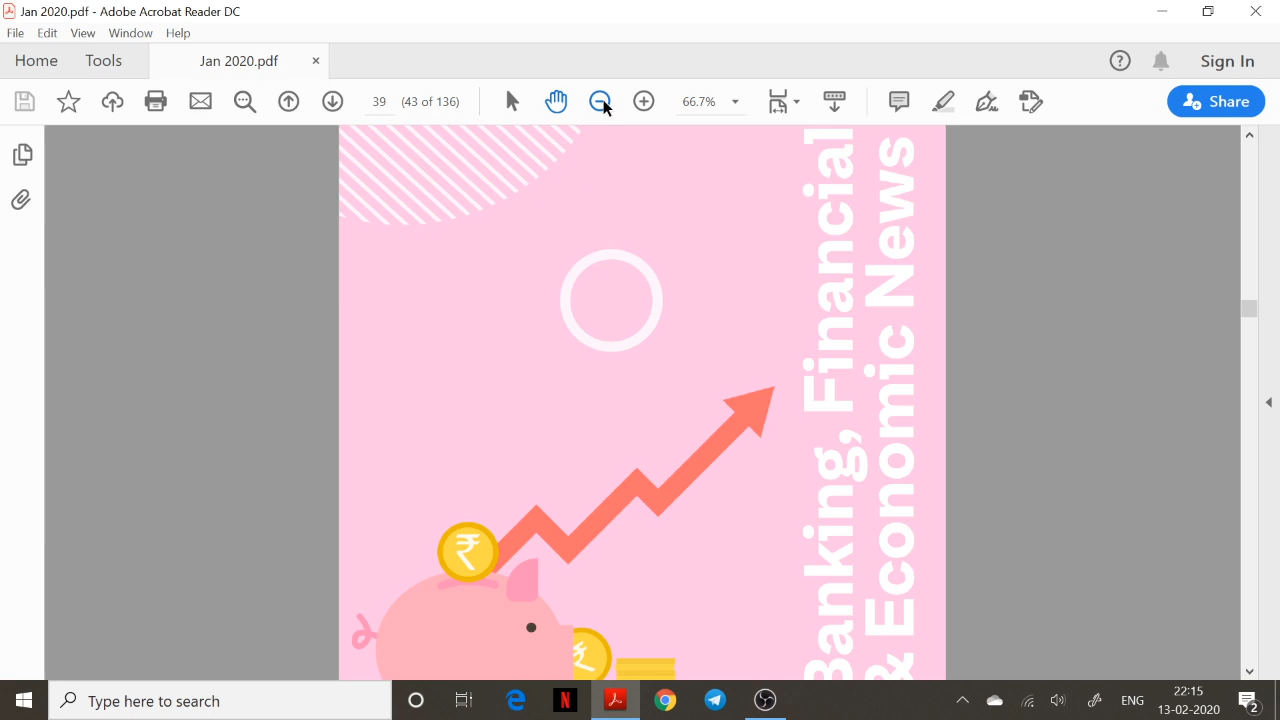 Jan 2020.pdf - Adobe Acrobat Reader DC
File Edit View Window Help
Home Tools Jan 2020.pdf × ? Sign In
39 (43 of 136) 66.7% Share
Banking, Financial
& Economic News
₹
₹
Type here to search
N
ENG
22:15
13-02-2020
2